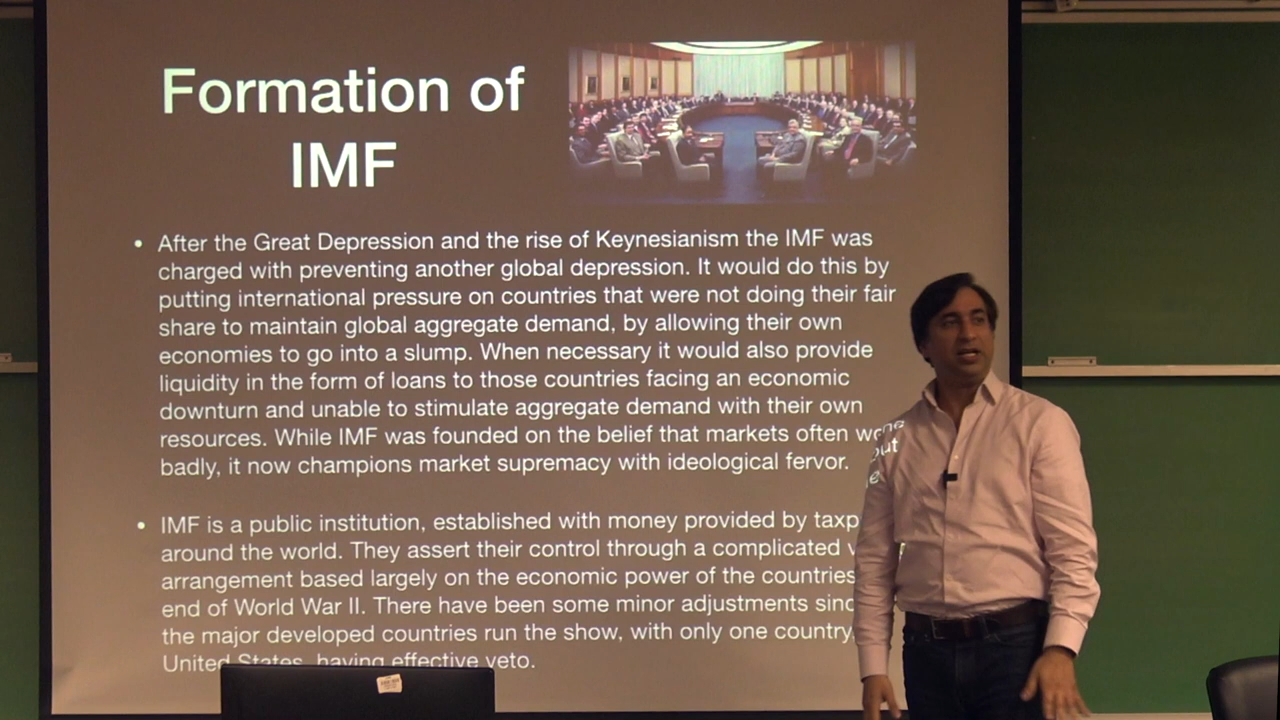 Formation of
IMF
• After the Great Depression and the rise of Keynesianism the IMF was
charged with preventing another global depression. It would do this by
putting international pressure on countries that were not doing their fair
share to maintain global aggregate demand, by allowing their own
economies to go into a slump. When necessary it would also provide
liquidity in the form of loans to those countries facing an economic
downturn and unable to stimulate aggregate demand with their own
resources. While IMF was founded on the belief that markets often
badly, it now champions market supremacy with ideological fervor.
• IMF is a public institution, established with money provided by
around the world. They assert their control through a complicated
arrangement based largely on the economic power of the countries
end of World War II. There have been some minor adjustments
the major developed countries run the show, with only one country
United States, having effective veto.